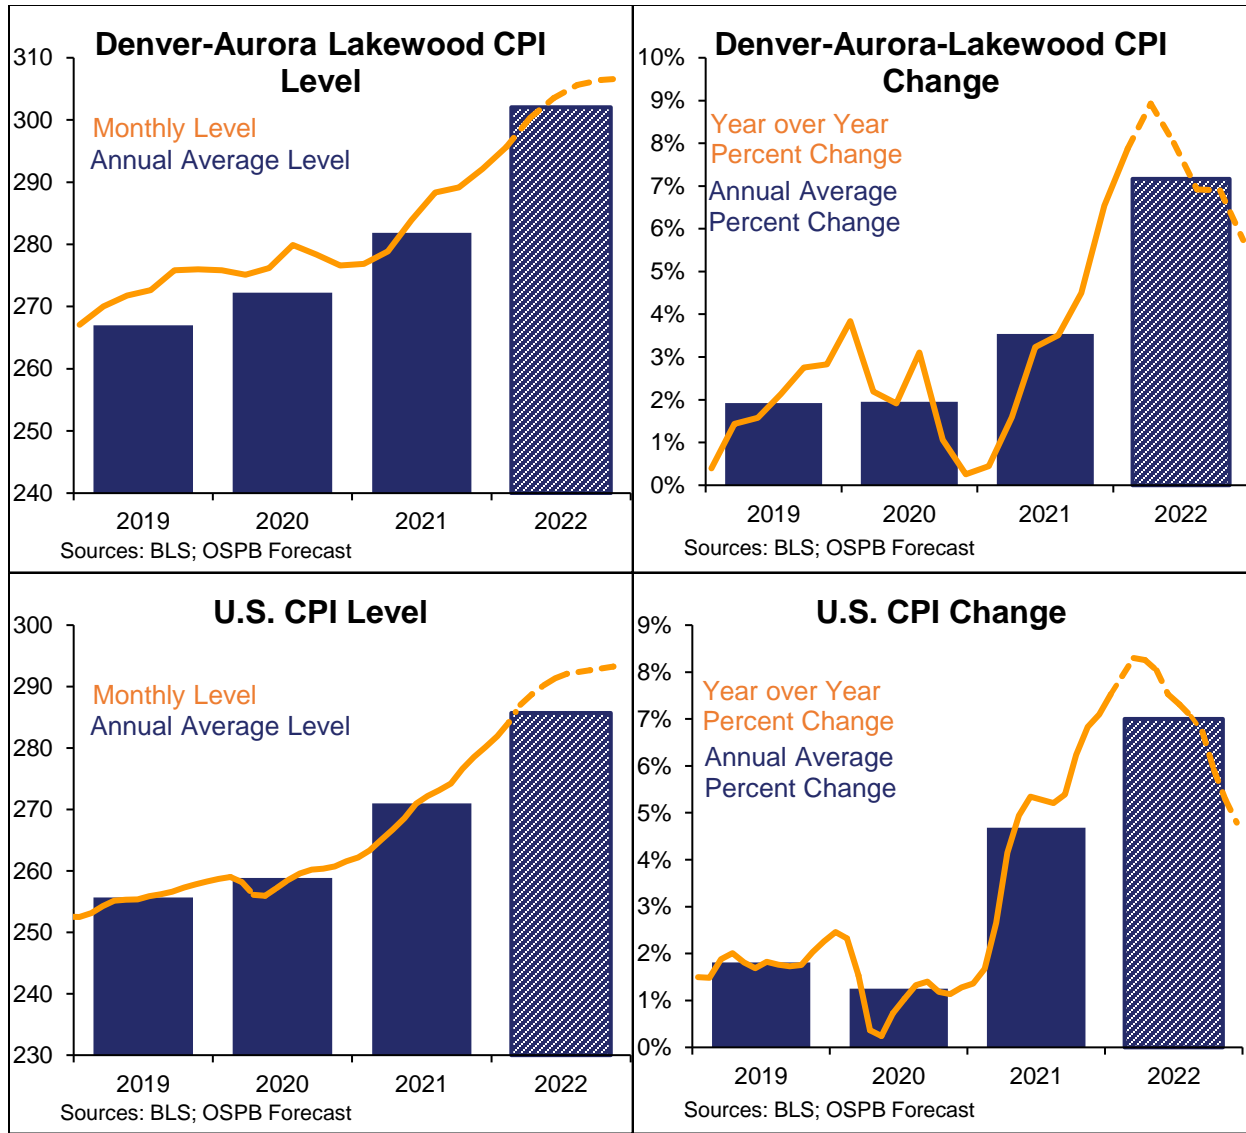 Denver-Aurora Lakewood CPI
Level
Monthly Level
Annual Average Level
310
300
290
280
270
260
250
240
2019 2020 2021 2022
Sources: BLS; OSPB Forecast
Denver-Aurora-Lakewood CPI
Change
Year over Year
Percent Change
Annual Average
Percent Change
10%
9%
8%
7%
6%
5%
4%
3%
2%
1%
0%
2019 2020 2021 2022
Sources: BLS; OSPB Forecast
U.S. CPI Level
Monthly Level
Annual Average Level
300
290
280
270
260
250
240
230
2019 2020 2021 2022
Sources: BLS; OSPB Forecast
U.S. CPI Change
Year over Year
Percent Change
Annual Average
Percent Change
9%
8%
7%
6%
5%
4%
3%
2%
1%
0%
2019 2020 2021 2022
Sources: BLS; OSPB Forecast